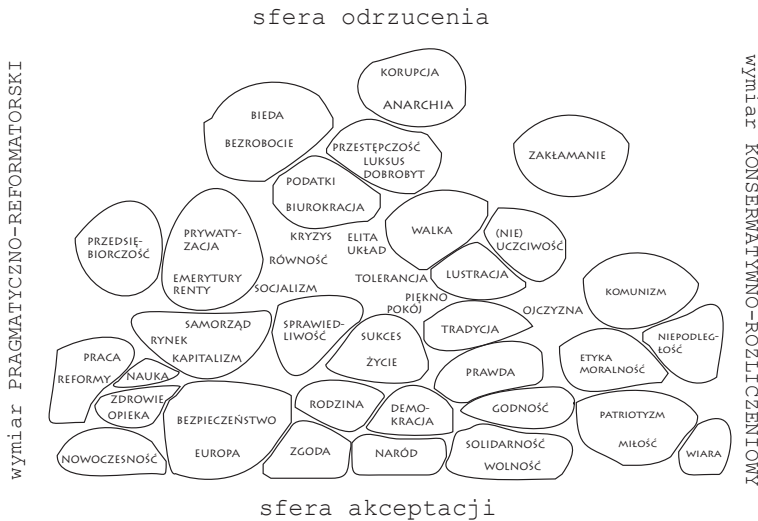 sfera odrzucenia
wymiar PRAGMATYCZNO-REFORMATORSKI
wymiar KONSERWATYWNO-ROZLICZENIOWY
KORUPCJA
ANARCHIA
BIEDA
BEZROBOCIE
PRZESTĘPCZOŚĆ
LUKSUS
DOBROBYT
ZAKŁAMANIE
PODATKI
BIUROKRACJA
PRZEDSIĘ-
BIORCZOŚĆ
PRYWATY-
ZACJA
EMERYTURY
RENTY
KRYZYS
ELITA
UKŁAD
RÓWNOŚĆ
SOCJALIZM
WALKA
(NIE)
UCZCIWOŚĆ
TOLERANCJA
LUSTRACJA
PIĘKNO
POKÓJ
OJCZYZNA
KOMUNIZM
SAMORZĄD
RYNEK
KAPITALIZM
SPRAWIED-
LIWOŚĆ
SUKCES
ŻYCIE
TRADYCJA
NIEPODLEG-
ŁOŚĆ
PRACA
REFORMY
NAUKA
PRAWDA
ETYKA
MORALNOŚĆ
ZDROWIE
OPIEKA
BEZPIECZEŃSTWO
EUROPA
RODZINA
DEMO-
KRACJA
GODNOŚĆ
PATRIOTYZM
MIŁOŚĆ
NOWOCZESNOŚĆ
ZGODA
NARÓD
SOLIDARNOŚĆ
WOLNOŚĆ
WIARA
sfera akceptacji